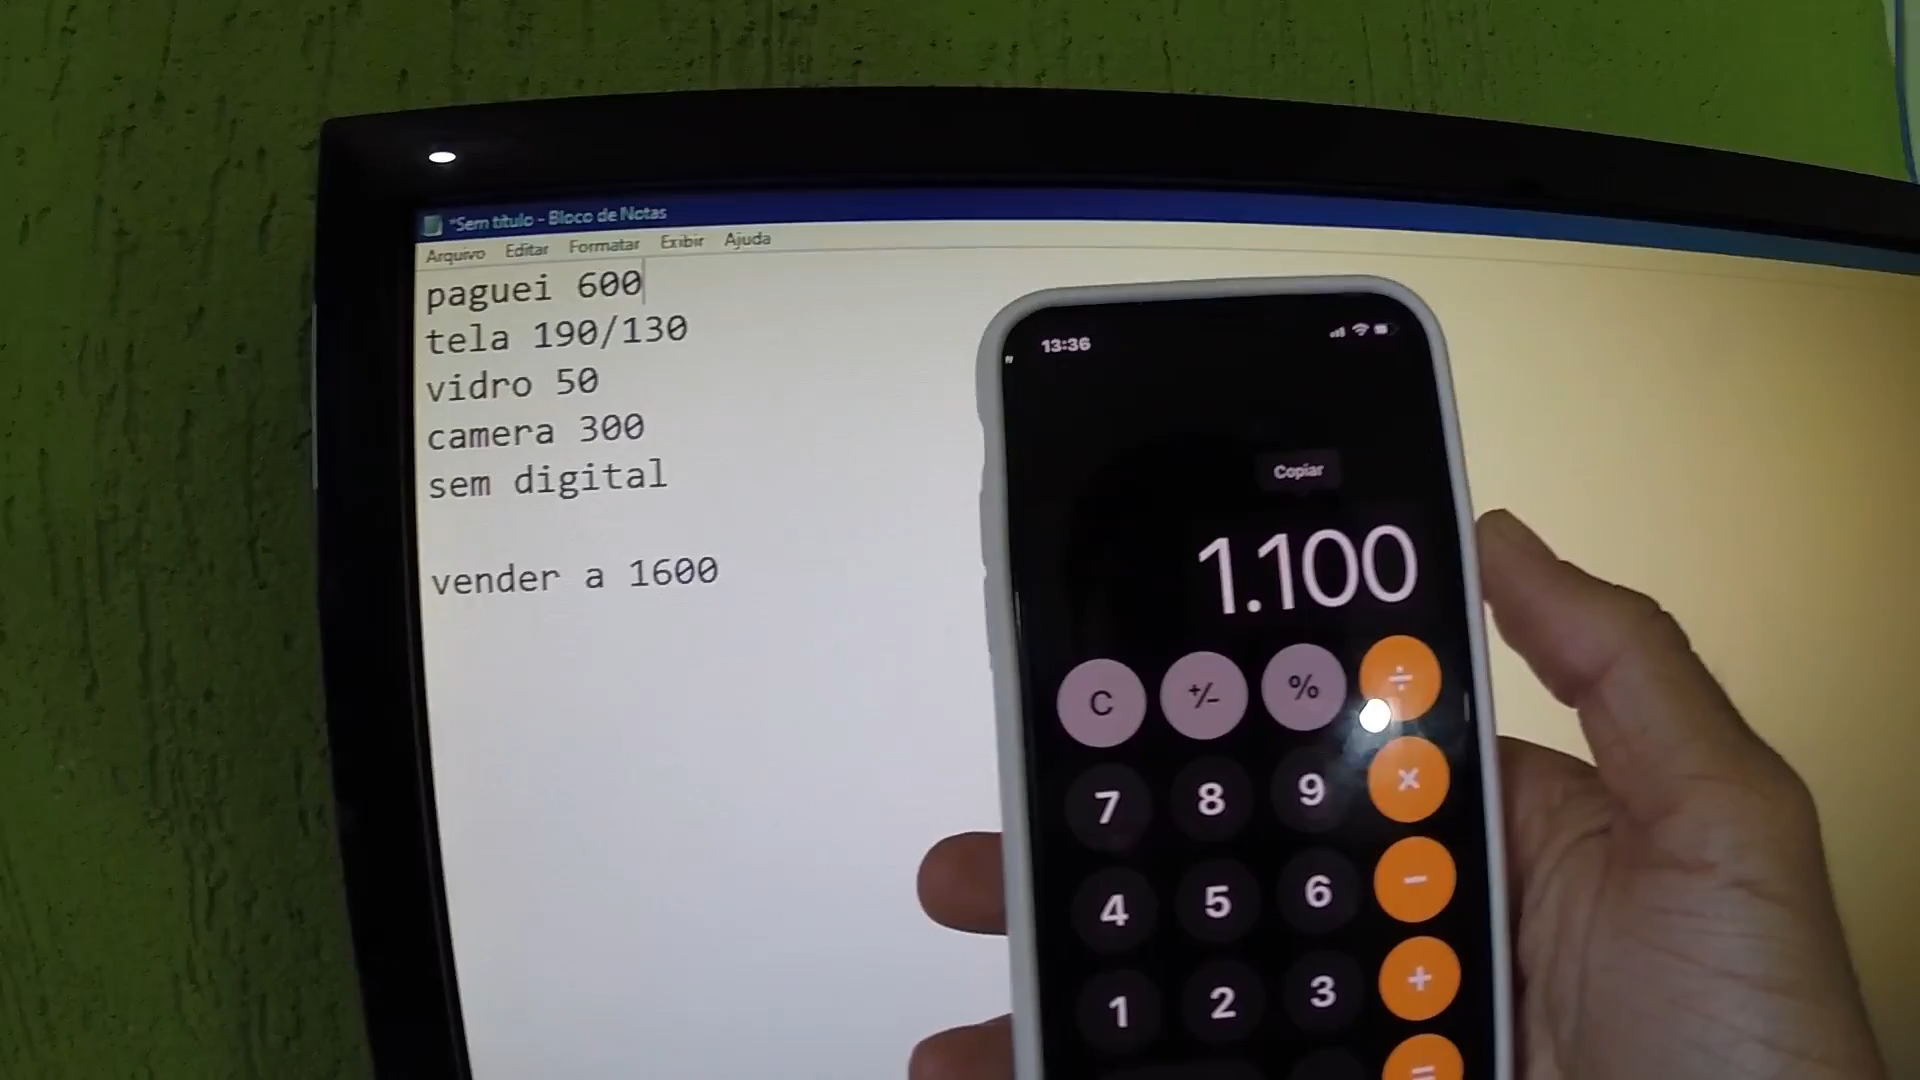 *Sem título - Bloco de Notas
Arquivo Editar Formatar Exibir Ajuda
paguei 600
tela 190/130
vidro 50
camera 300
sem digital
vender a 1600
13:36
Copiar
1.100
C +/- % ÷
7 8 9 ×
4 5 6 −
1 2 3 +
=